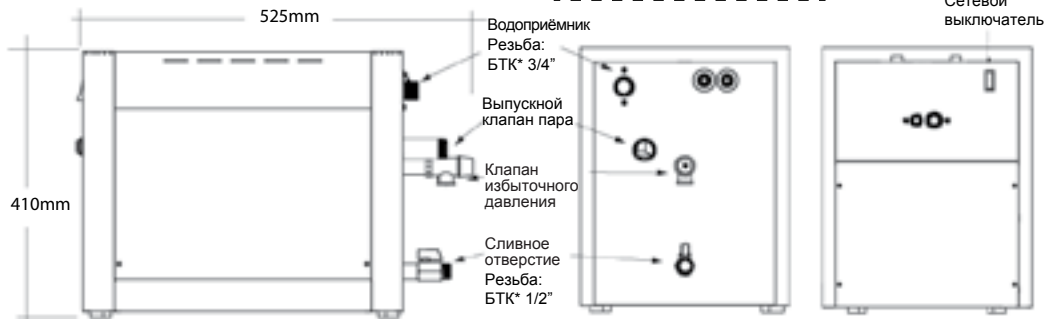 525mm
410mm
Водоприёмник
Резьба:
БТК* 3/4”
Выпускной
клапан пара
Клапан
избыточного
давления
Сливное
отверстие
Резьба:
БТК* 1/2”
Сетевой
выключатель